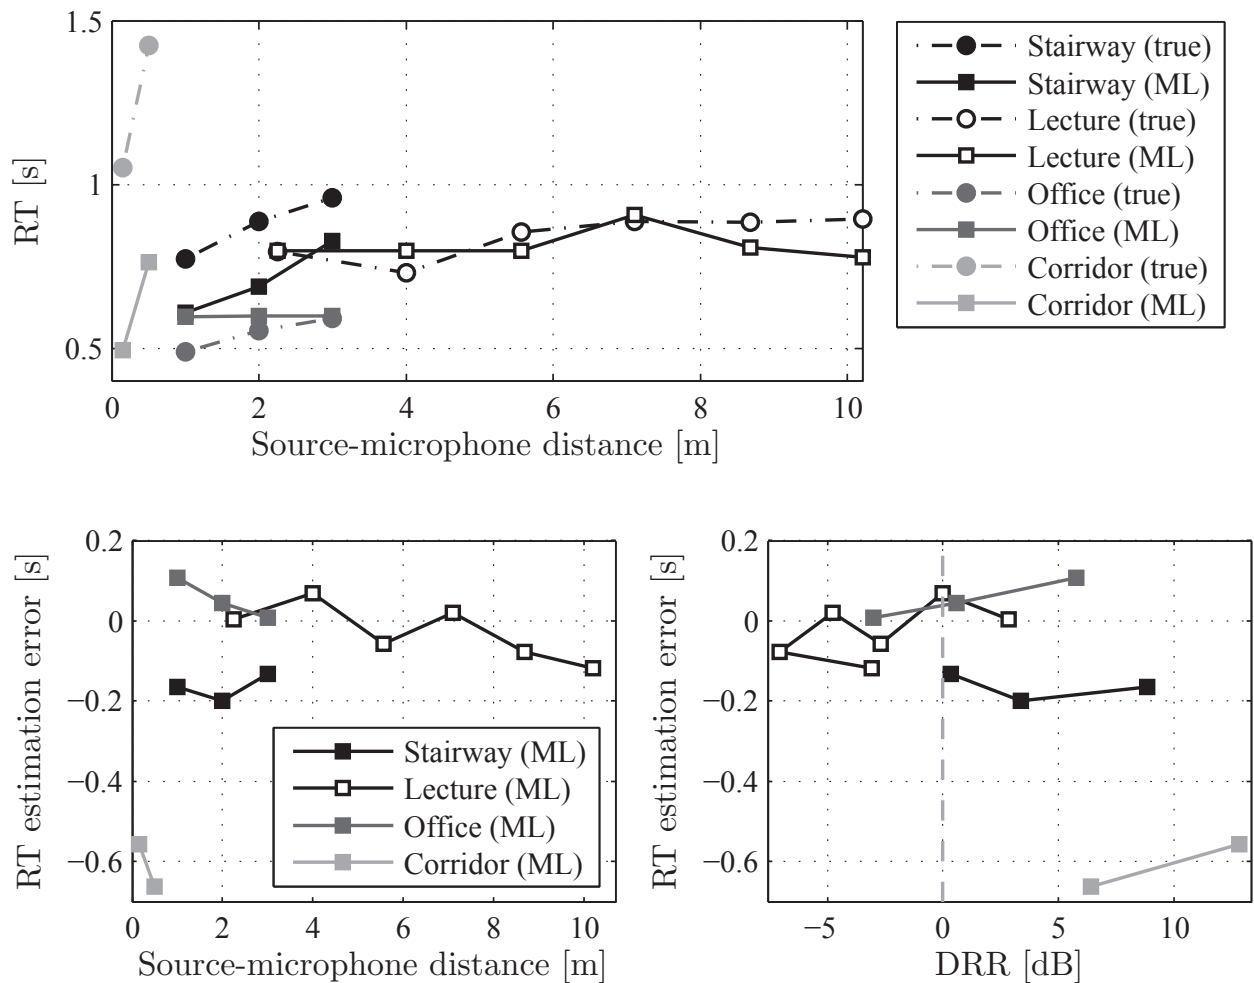 1.5
1
0.5
RT [s]
0 2 4 6 8 10
Source-microphone distance [m]
Stairway (true)
Stairway (ML)
Lecture (true)
Lecture (ML)
Office (true)
Office (ML)
Corridor (true)
Corridor (ML)
0.2
0
−0.2
−0.4
−0.6
RT estimation error [s]
0 2 4 6 8 10
Source-microphone distance [m]
Stairway (ML)
Lecture (ML)
Office (ML)
Corridor (ML)
0.2
0
−0.2
−0.4
−0.6
RT estimation error [s]
−5 0 5 10
DRR [dB]